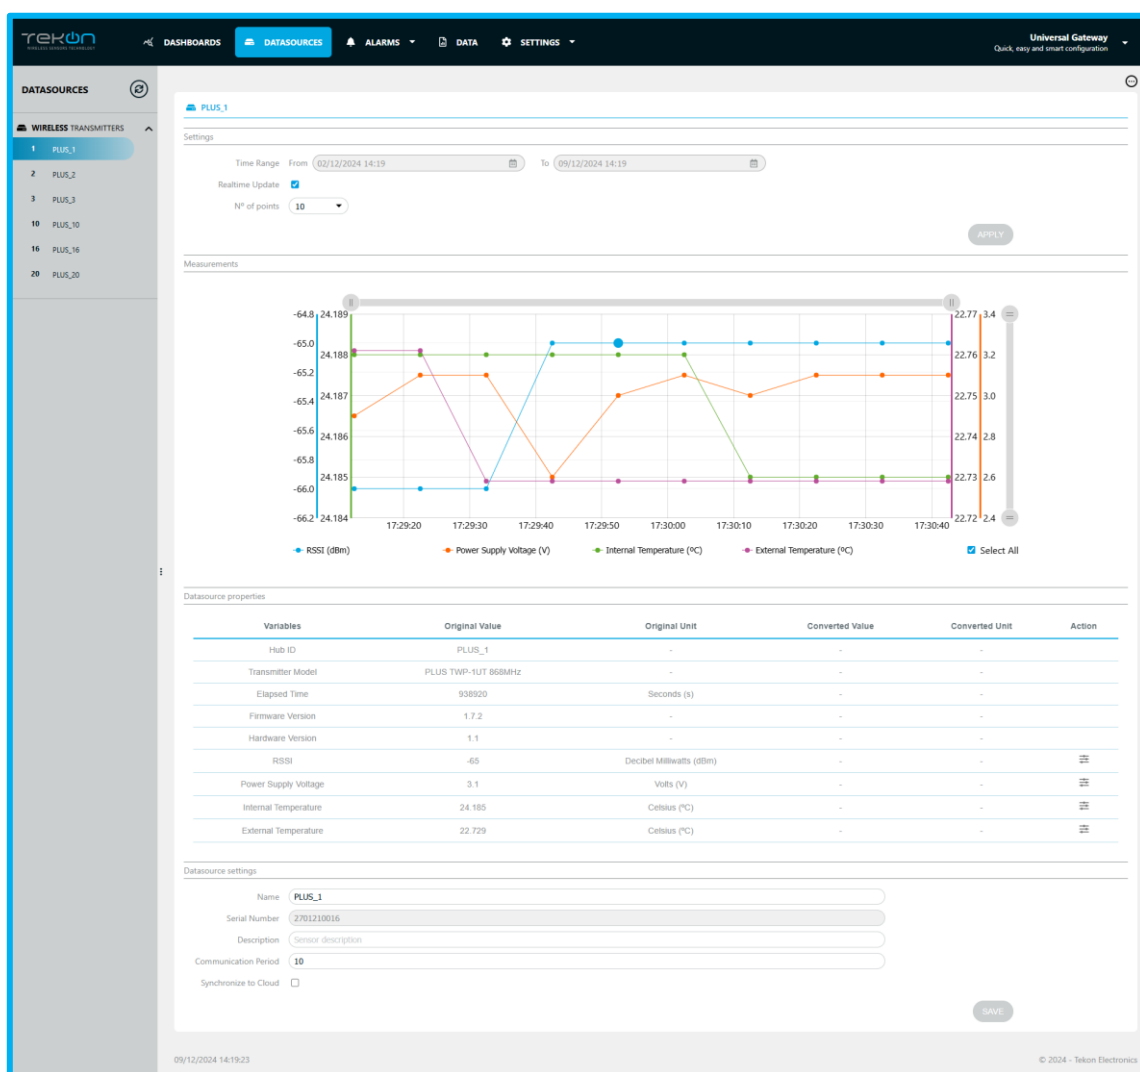 TEKON
WIRELESS SENSORS TECHNOLOGY
DASHBOARDS DATASOURCES ALARMS DATA SETTINGS
Universal Gateway
Quick, easy and smart configuration
DATASOURCES
WIRELESS TRANSMITTERS
1 PLUS_1
2 PLUS_2
3 PLUS_3
10 PLUS_10
16 PLUS_16
20 PLUS_20
PLUS_1
Settings
Time Range From 02/12/2024 14:19 To 09/12/2024 14:19
Realtime Update
Nº of points 10
APPLY
Measurements
-64.8 24.189 22.77 3.4
-65.0
24.188 22.76 3.2
-65.2
-65.4 24.187 22.75 3.0
-65.6
24.186 22.74 2.8
-65.8
24.185 22.73 2.6
-66.0
-66.2 24.184 22.72 2.4
17:29:20 17:29:30 17:29:40 17:29:50 17:30:00 17:30:10 17:30:20 17:30:30 17:30:40
RSSI (dBm) Power Supply Voltage (V) Internal Temperature (ºC) External Temperature (ºC) Select All
Datasource properties
Variables Original Value Original Unit Converted Value Converted Unit Action
Hub ID PLUS_1 - - -
Transmitter Model PLUS TWP-1UT 868MHz - - -
Elapsed Time 938920 Seconds (s) - -
Firmware Version 1.7.2 - - -
Hardware Version 1.1 - - -
RSSI -65 Decibel Milliwatts (dBm) - -
Power Supply Voltage 3.1 Volts (V) - -
Internal Temperature 24.185 Celsius (ºC) - -
External Temperature 22.729 Celsius (ºC) - -
Datasource settings
Name PLUS_1
Serial Number 2701210016
Description Sensor description
Communication Period 10
Synchronize to Cloud
SAVE
09/12/2024 14:19:23
© 2024 - Tekon Electronics